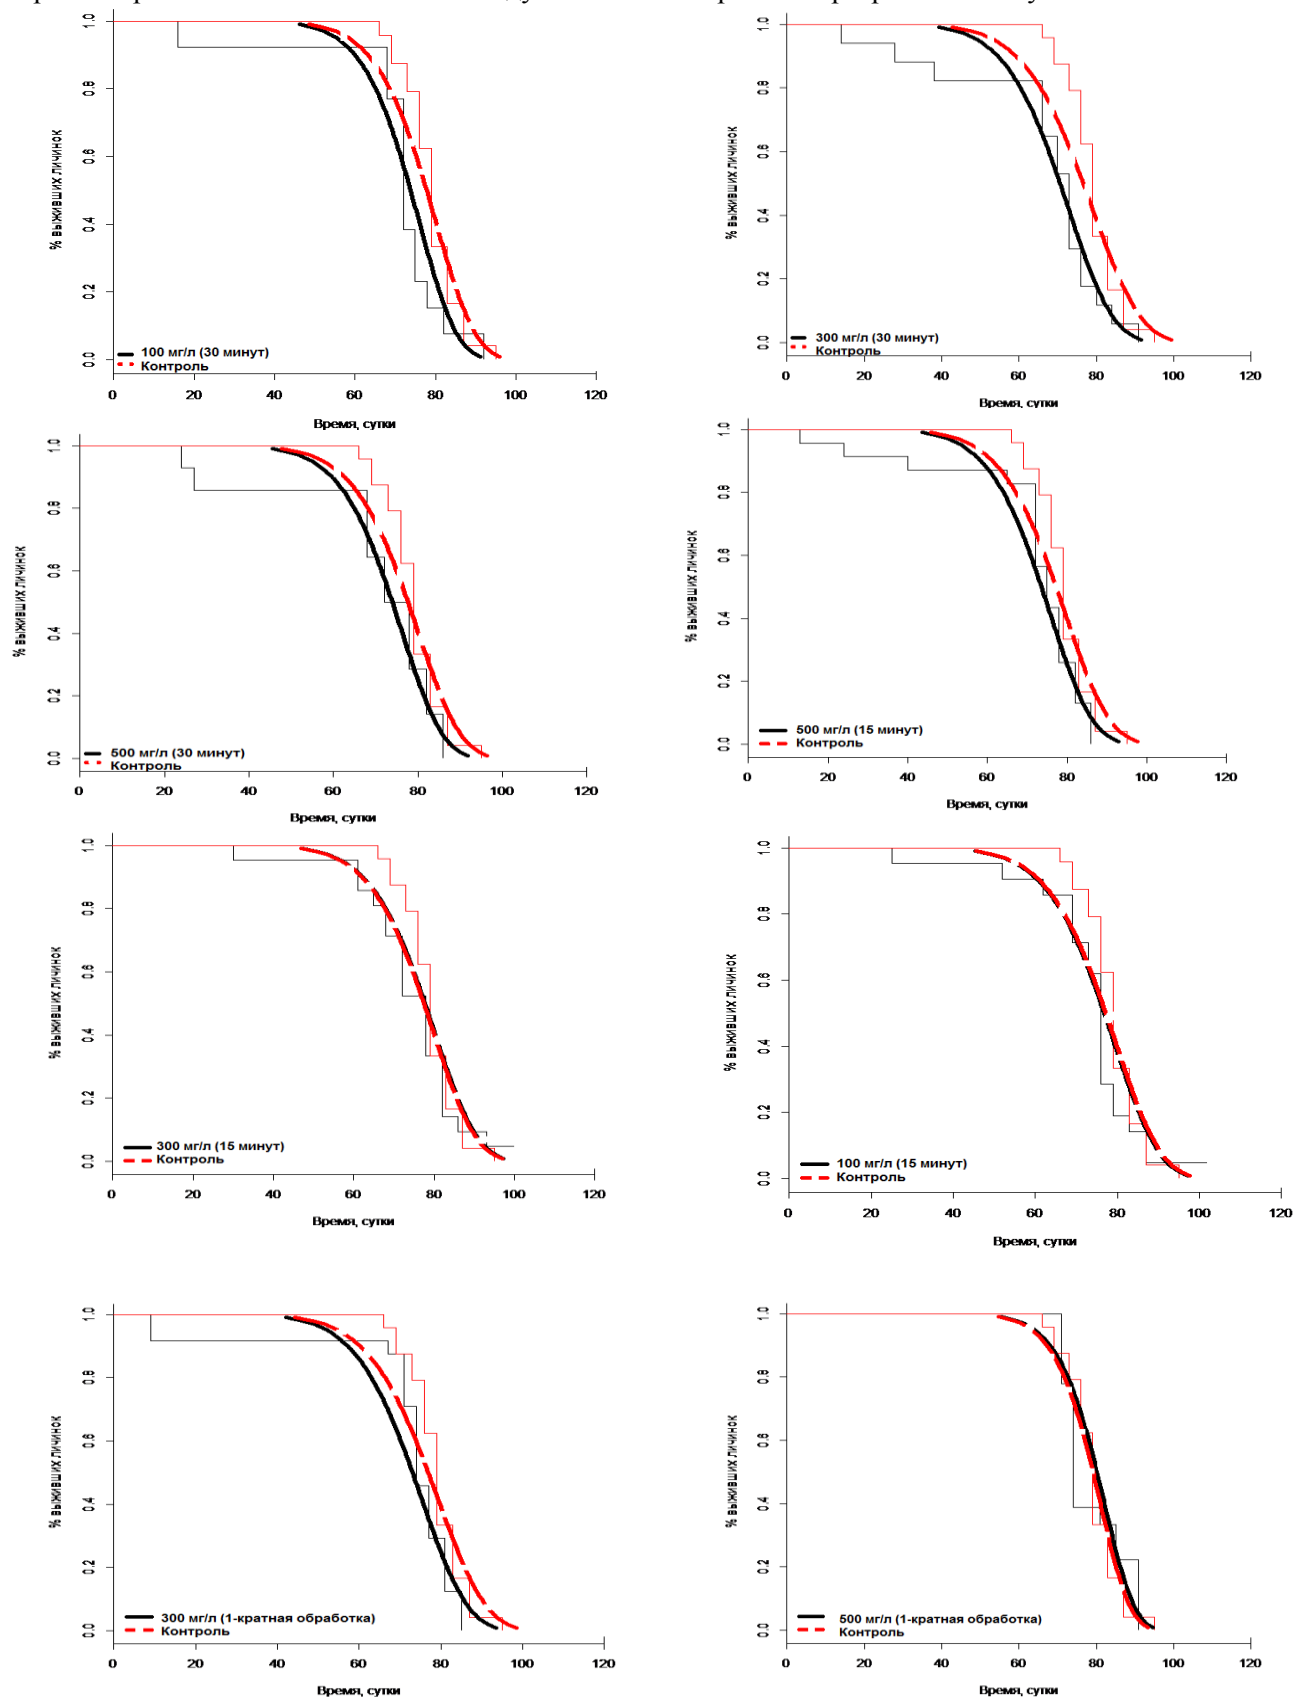 % выживших личинок
1.0
0.8
0.6
0.4
0.2
0.0
100 мг/л (30 минут)
Контроль
0 20 40 60 80 100 120
Время, сутки
% выживших личинок
1.0
0.8
0.6
0.4
0.2
0.0
300 мг/л (30 минут)
Контроль
0 20 40 60 80 100 120
Время, сутки
% выживших личинок
1.0
0.8
0.6
0.4
0.2
0.0
500 мг/л (30 минут)
Контроль
0 20 40 60 80 100 120
Время, сутки
% выживших личинок
1.0
0.8
0.6
0.4
0.2
0.0
500 мг/л (15 минут)
Контроль
0 20 40 60 80 100 120
Время, сутки
% выживших личинок
1.0
0.8
0.6
0.4
0.2
0.0
300 мг/л (15 минут)
Контроль
0 20 40 60 80 100 120
Время, сутки
% выживших личинок
1.0
0.8
0.6
0.4
0.2
0.0
100 мг/л (15 минут)
Контроль
0 20 40 60 80 100 120
Время, сутки
% выживших личинок
1.0
0.8
0.6
0.4
0.2
0.0
300 мг/л (1-кратная обработка)
Контроль
0 20 40 60 80 100 120
Время, сутки
% выживших личинок
1.0
0.8
0.6
0.4
0.2
0.0
500 мг/л (1-кратная обработка)
Контроль
0 20 40 60 80 100 120
Время, сутки